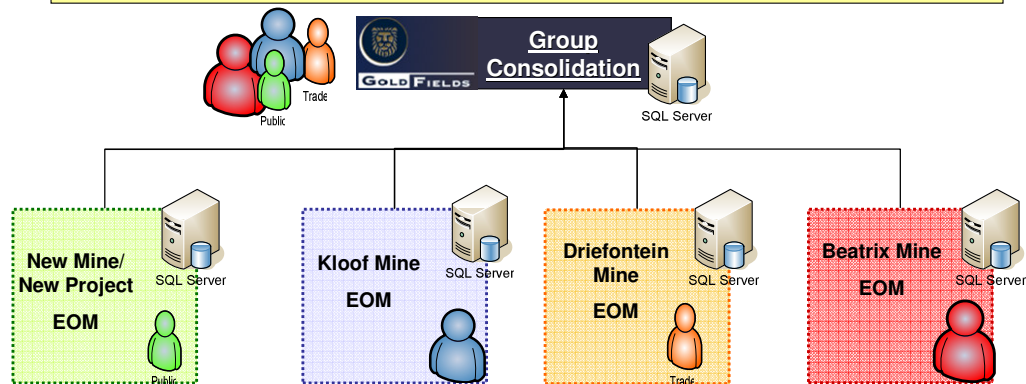 Group
Consolidation
GOLD FIELDS
Trade
Public
SQL Server
New Mine/
New Project
EOM
SQL Server
Public
Kloof Mine
EOM
SQL Server
Driefontein
Mine
EOM
SQL Server
Trade
Beatrix Mine
EOM
SQL Server